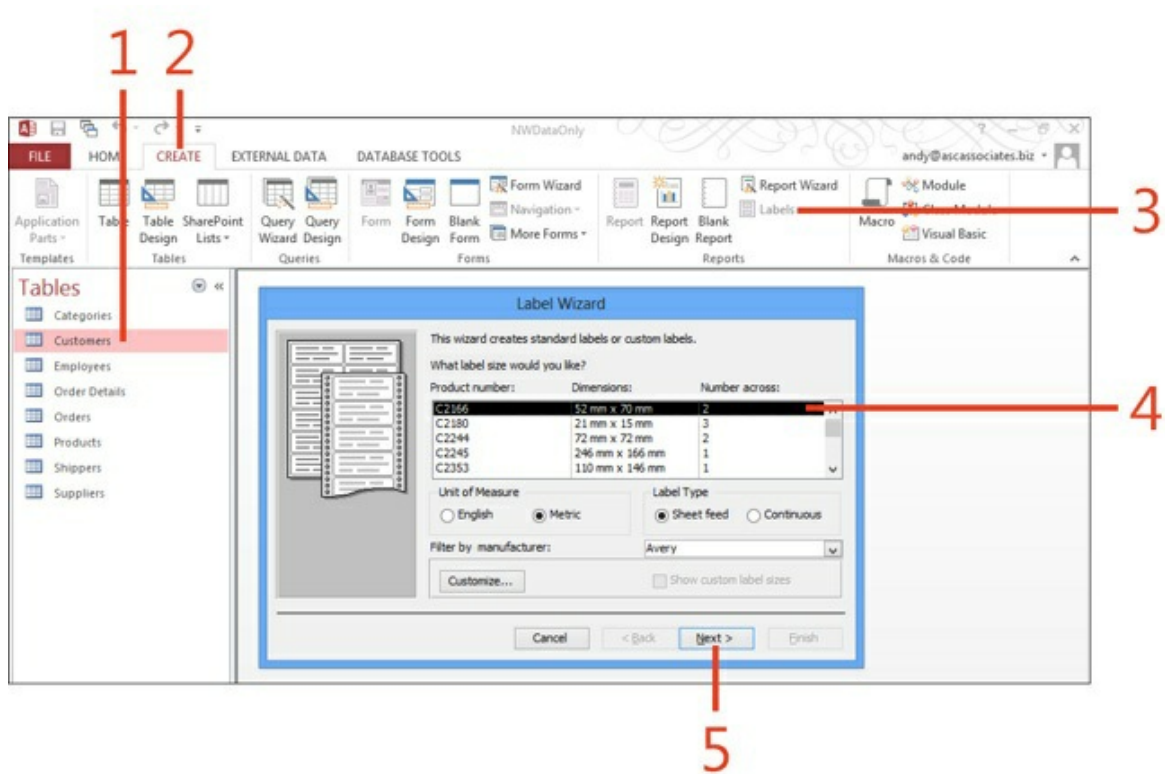 1 2
NWDataOnly
?
FILE HOME CREATE EXTERNAL DATA DATABASE TOOLS andy@ascassociates.biz
Application Parts
Table
Table Design
SharePoint Lists
Query Wizard
Query Design
Form
Form Design
Blank Form
Form Wizard
Navigation
More Forms
Report
Report Design
Blank Report
Report Wizard
Labels
3
Macro
Module
Class Module
Visual Basic
Templates Tables Queries Forms Reports Macros & Code
Tables
Categories
Customers
Employees
Order Details
Orders
Products
Shippers
Suppliers
Label Wizard
This wizard creates standard labels or custom labels.
What label size would you like?
Product number: Dimensions: Number across:
C2166 52 mm x 70 mm 2
4
C2180 21 mm x 15 mm 3
C2244 72 mm x 72 mm 2
C2245 246 mm x 166 mm 1
C2353 110 mm x 146 mm 1
Unit of Measure Label Type
English Metric Sheet feed Continuous
Filter by manufacturer: Avery
Customize... Show custom label sizes
Cancel < Back Next > Finish
5